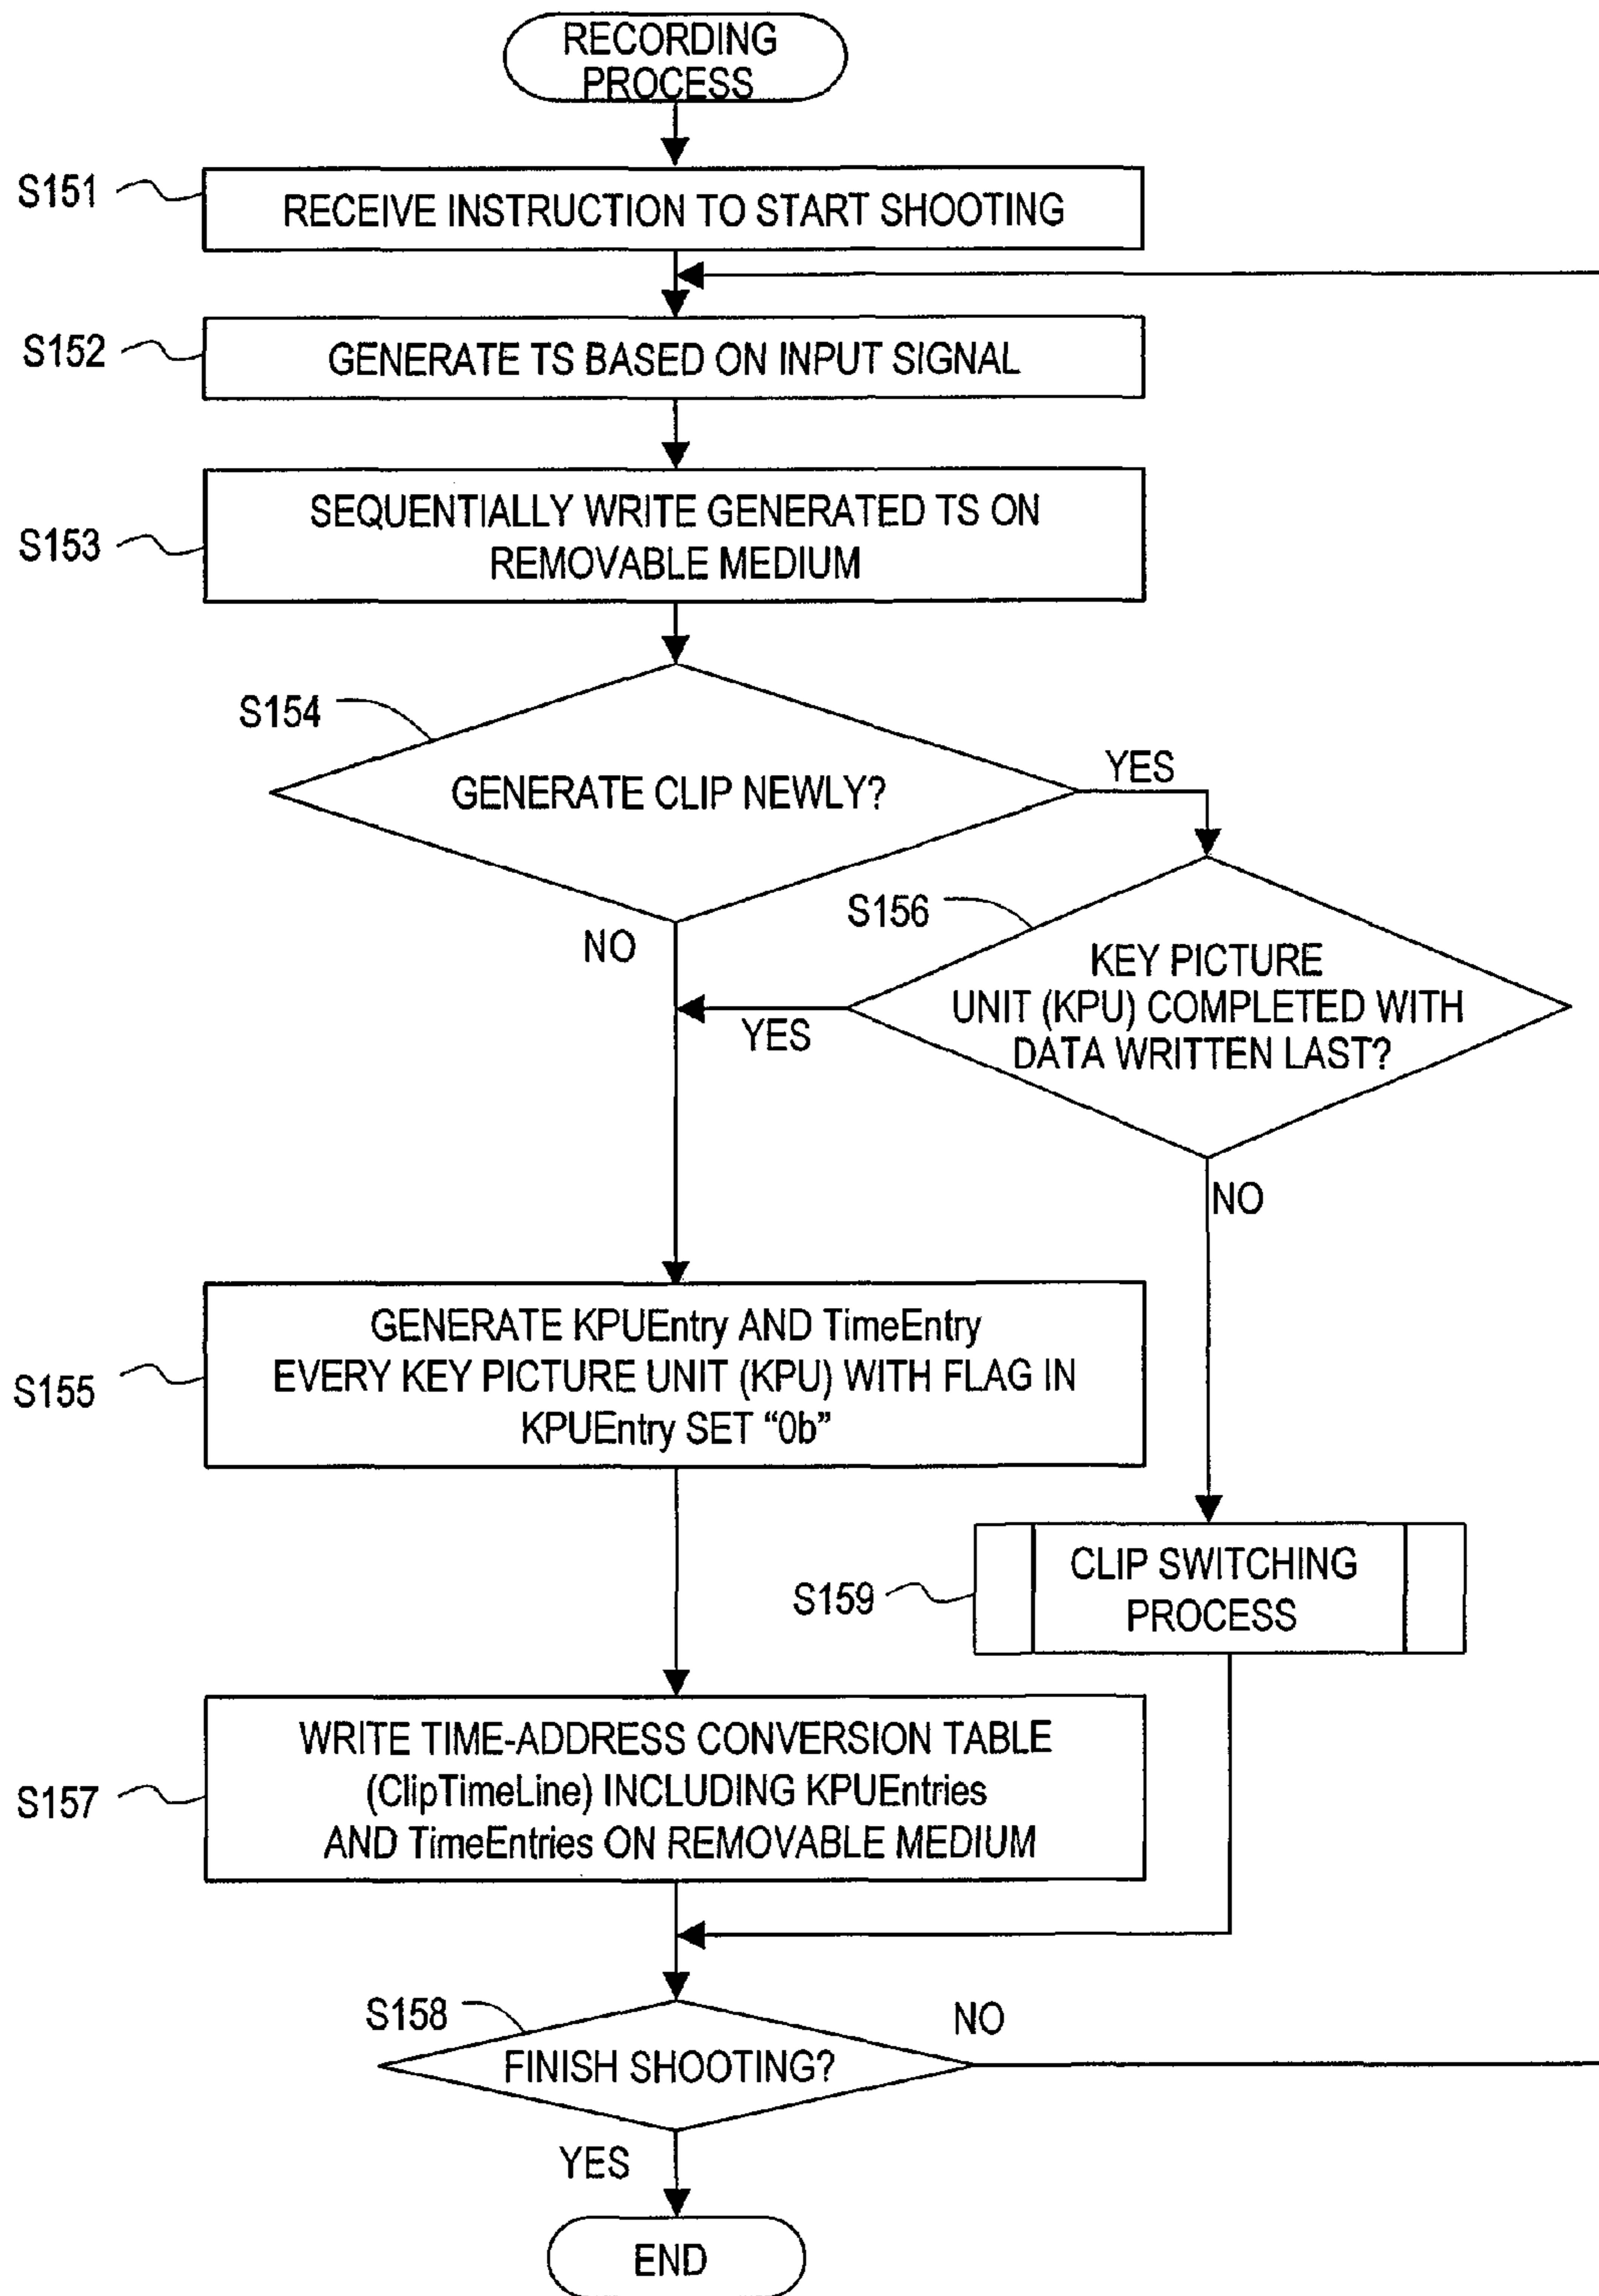 RECORDING
PROCESS
S151
RECEIVE INSTRUCTION TO START SHOOTING
S152
GENERATE TS BASED ON INPUT SIGNAL
S153
SEQUENTIALLY WRITE GENERATED TS ON
REMOVABLE MEDIUM
S154
GENERATE CLIP NEWLY?
YES
NO
S156
KEY PICTURE
UNIT (KPU) COMPLETED WITH
DATA WRITTEN LAST?
YES
NO
S155
GENERATE KPUEntry AND TimeEntry
EVERY KEY PICTURE UNIT (KPU) WITH FLAG IN
KPUEntry SET “0b”
S159
CLIP SWITCHING
PROCESS
S157
WRITE TIME-ADDRESS CONVERSION TABLE
(ClipTimeLine) INCLUDING KPUEntries
AND TimeEntries ON REMOVABLE MEDIUM
S158
FINISH SHOOTING?
NO
YES
END